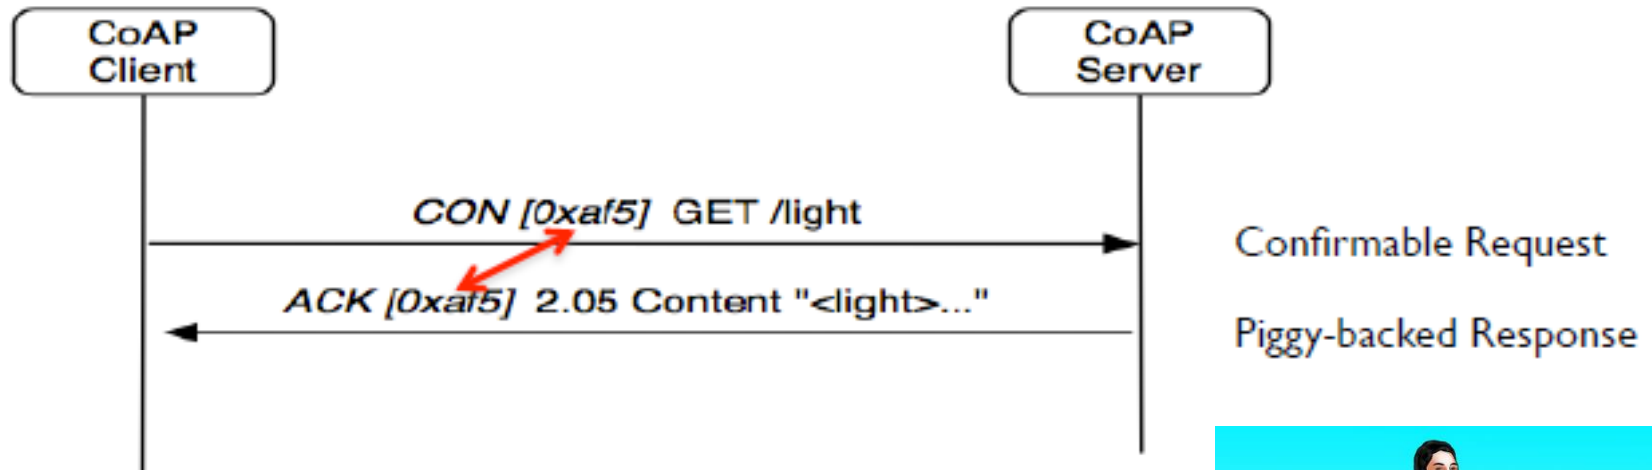 CoAP
Client
CoAP
Server
CON [0xaf5] GET /light
Confirmable Request
ACK [0xaf5] 2.05 Content "<light>..."
Piggy-backed Response